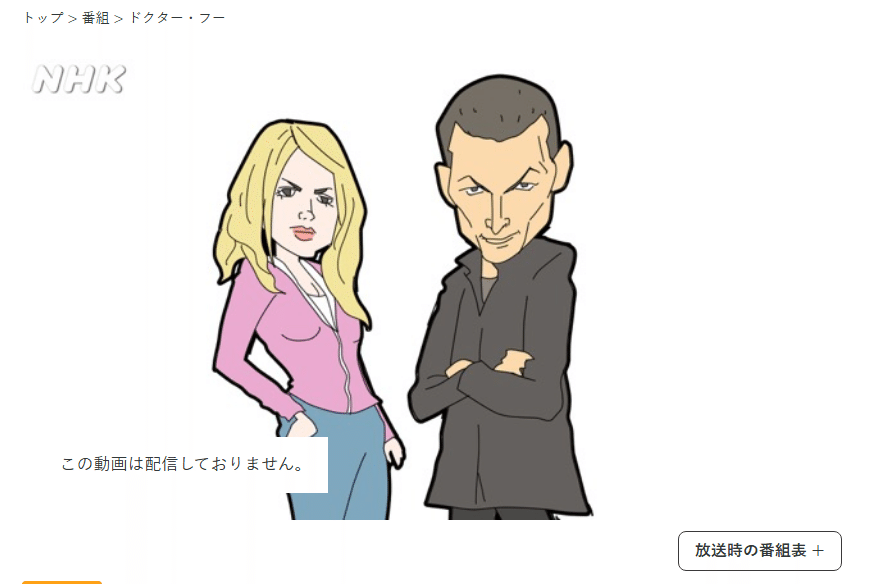 トップ > 番組 > ドクター・フー
NHK
この動画は配信しておりません。
放送時の番組表 +